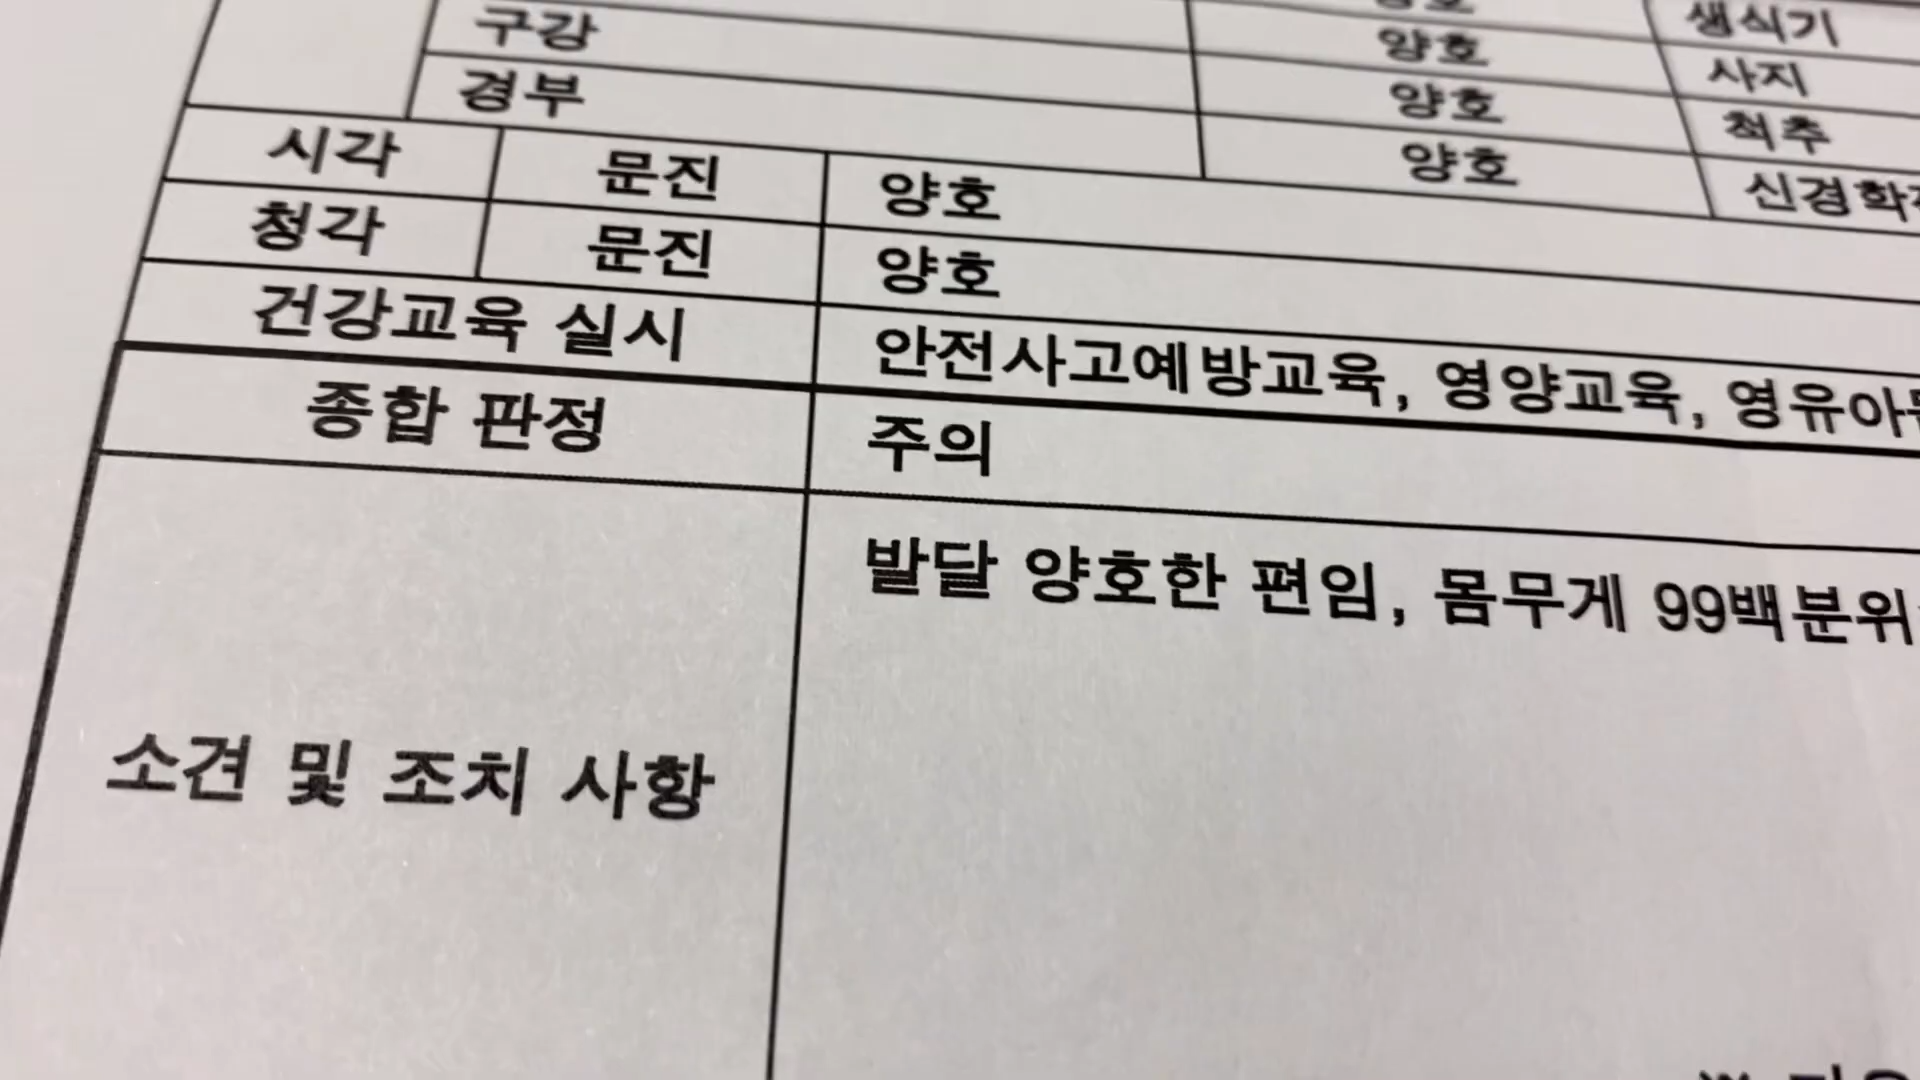 양호 생식기
구강 양호 사지
경부 양호 척추
양호
시각 문진 양호
청각 문진 양호
건강교육 실시 안전사고예방교육, 영양교육,
종합 판정 주의
발달 양호한 편임, 몸무게 99백분위
소견 및 조치 사항